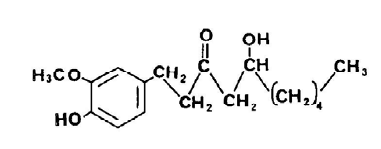 O OH
H₃CO CH₂ C CH CH₃
CH₂ CH₂ (CH₂)₄
HO